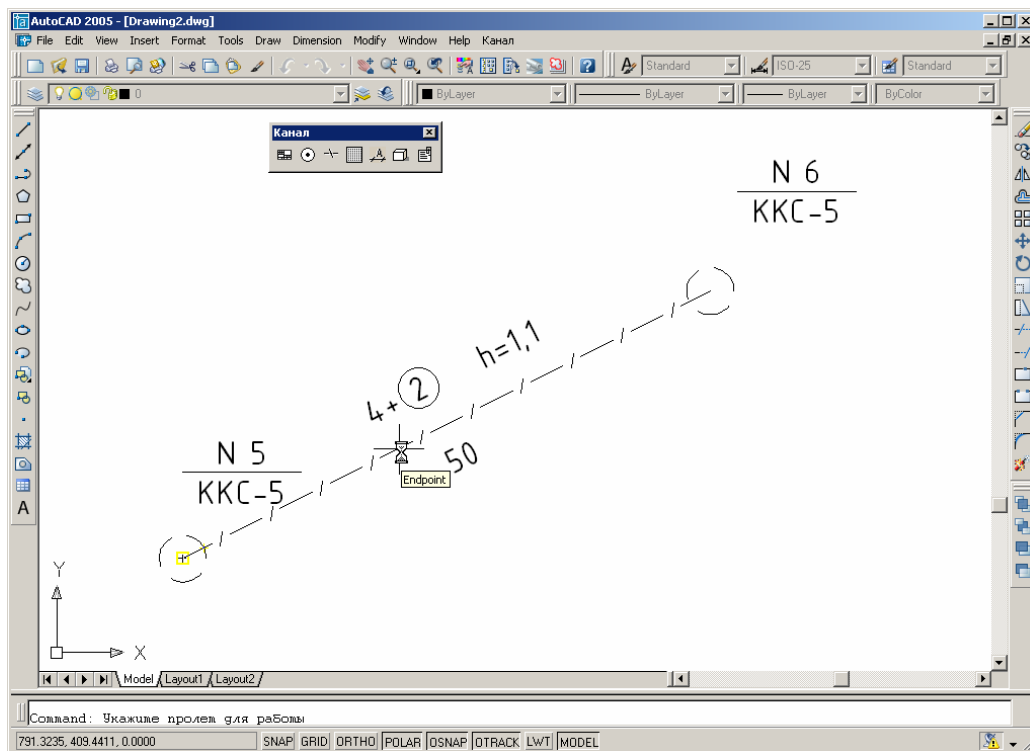 AutoCAD 2005 - [Drawing2.dwg]
File Edit View Insert Format Tools Draw Dimension Modify Window Help Канал
Standard ISO-25 Standard
0 ByLayer ByLayer ByLayer ByColor
Канал
N 6
ККС-5
h=1,1
4+ 2
50
Endpoint
N 5
ККС-5
Y
X
A
Model Layout1 Layout2
Command: Укажите пролет для работы
791.3235, 409.4411, 0.0000 SNAP GRID ORTHO POLAR OSNAP OTRACK LWT MODEL